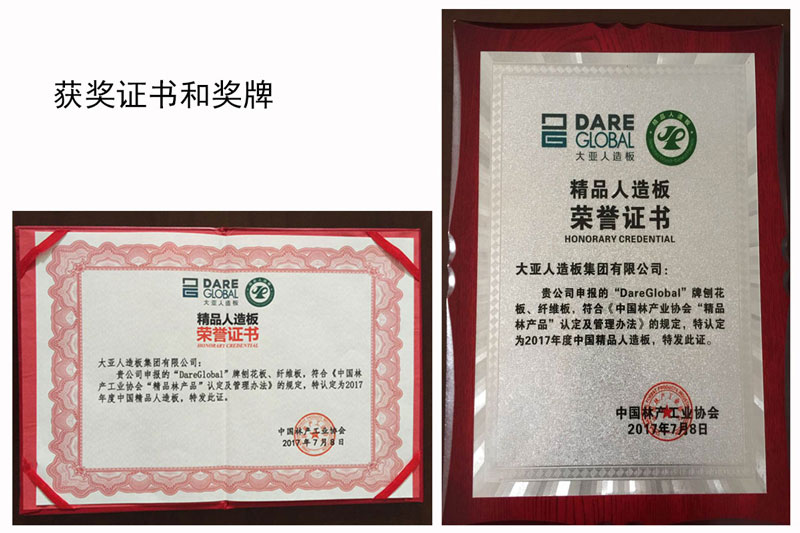 获奖证书和奖牌
DARE
GLOBAL
大亚人造板
精品人造板
荣誉证书
HONORARY CREDENTIAL
大亚人造板集团有限公司：
贵公司申报的“DareGlobal”牌刨花板、纤维板，符合《中国林
产工业协会“精品林产品”认定及管理办法》的规定，特认定为2017
年度中国精品人造板，特发此证。
中国林产工业协会
2017年7月8日
DARE
GLOBAL
大亚人造板
精品人造板
精品人造板
荣誉证书
HONORARY CREDENTIAL
大亚人造板集团有限公司：
贵公司申报的“DareGlobal”牌刨花
板、纤维板，符合《中国林产业协会“精品
林产品”认定及管理办法》的规定，特认定
为2017年度中国精品人造板，特发此证。
中国林产工业协会
2017年7月8日